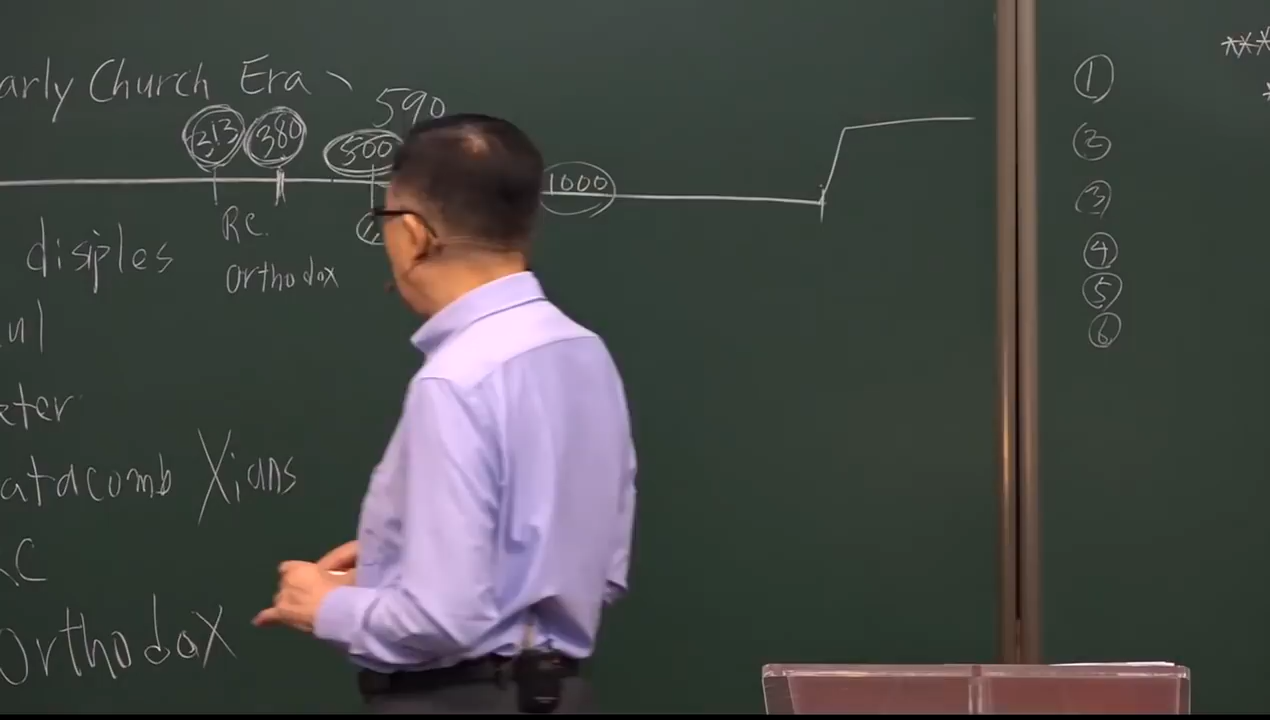 arly Church Era
590
313 380 500
1000
R.C.
disiples
Orthodox
ul
eter
atacomb Xians
RC
Orthodox
①
②
③
④
⑤
⑥
***
*